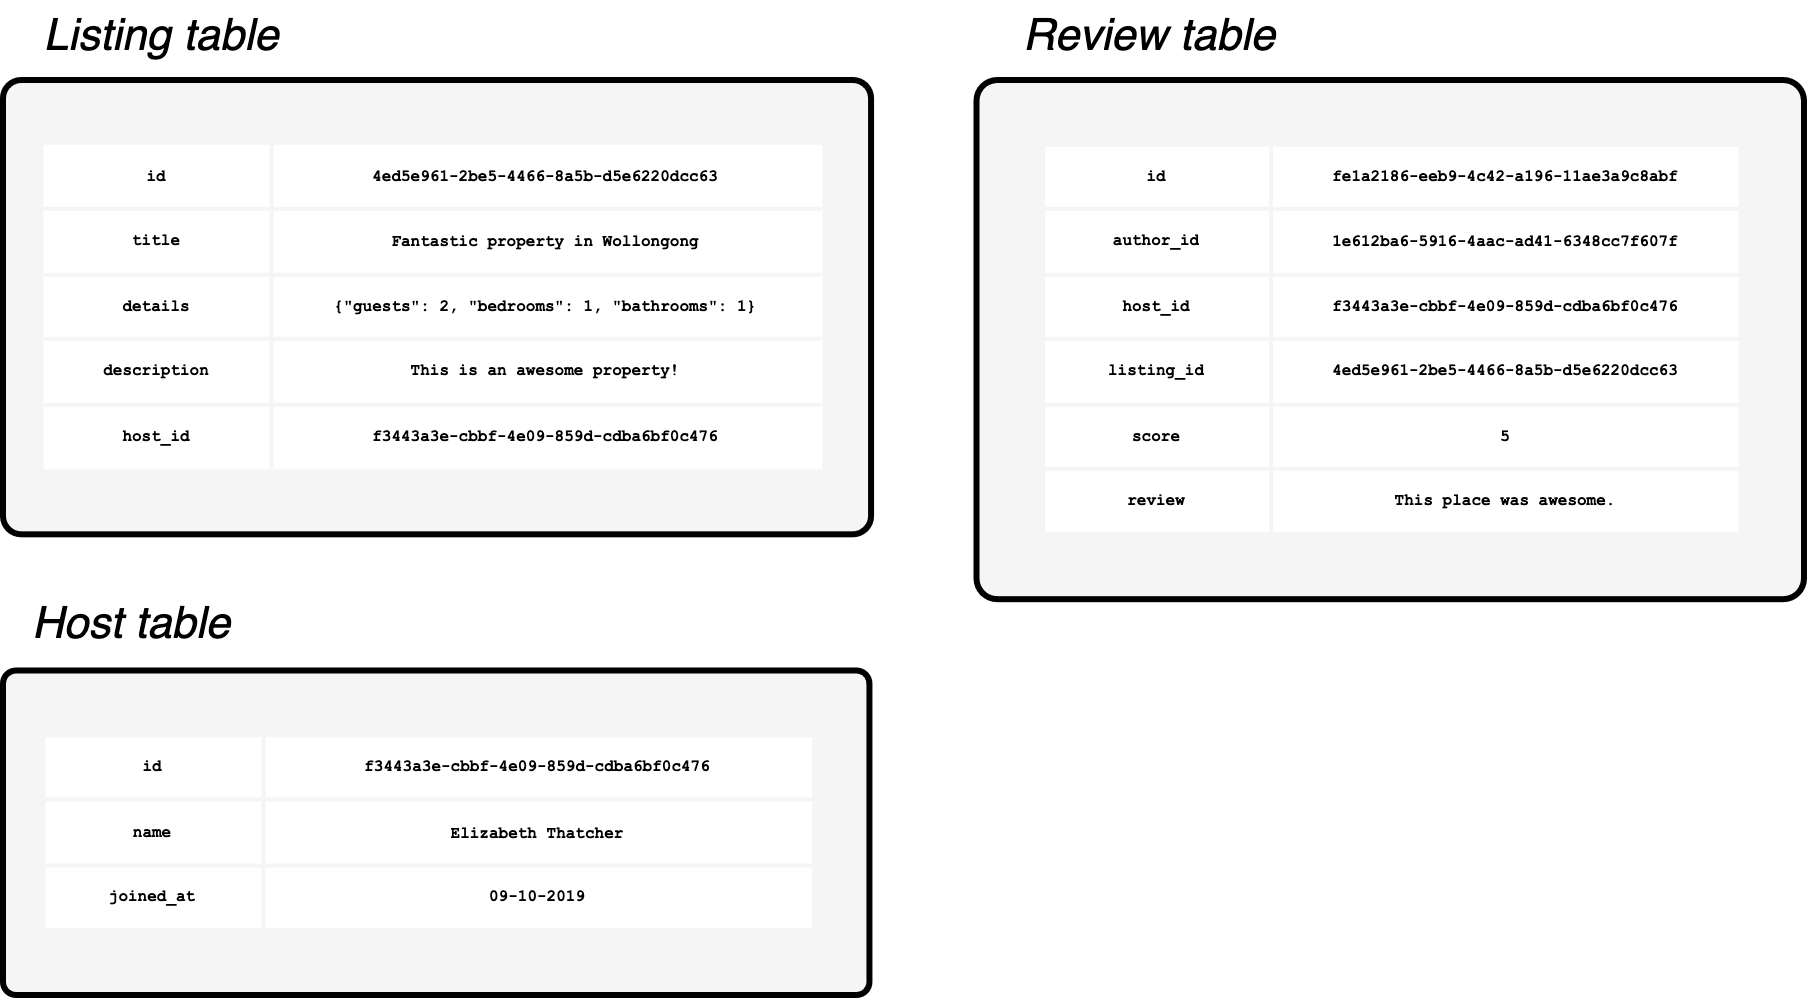 Listing table
id 4ed5e961-2be5-4466-8a5b-d5e6220dcc63
title Fantastic property in Wollongong
details {"guests": 2, "bedrooms": 1, "bathrooms": 1}
description This is an awesome property!
host_id f3443a3e-cbbf-4e09-859d-cdba6bf0c476
Review table
id fe1a2186-eeb9-4c42-a196-11ae3a9c8abf
author_id 1e612ba6-5916-4aac-ad41-6348cc7f607f
host_id f3443a3e-cbbf-4e09-859d-cdba6bf0c476
listing_id 4ed5e961-2be5-4466-8a5b-d5e6220dcc63
score 5
review This place was awesome.
Host table
id f3443a3e-cbbf-4e09-859d-cdba6bf0c476
name Elizabeth Thatcher
joined_at 09-10-2019